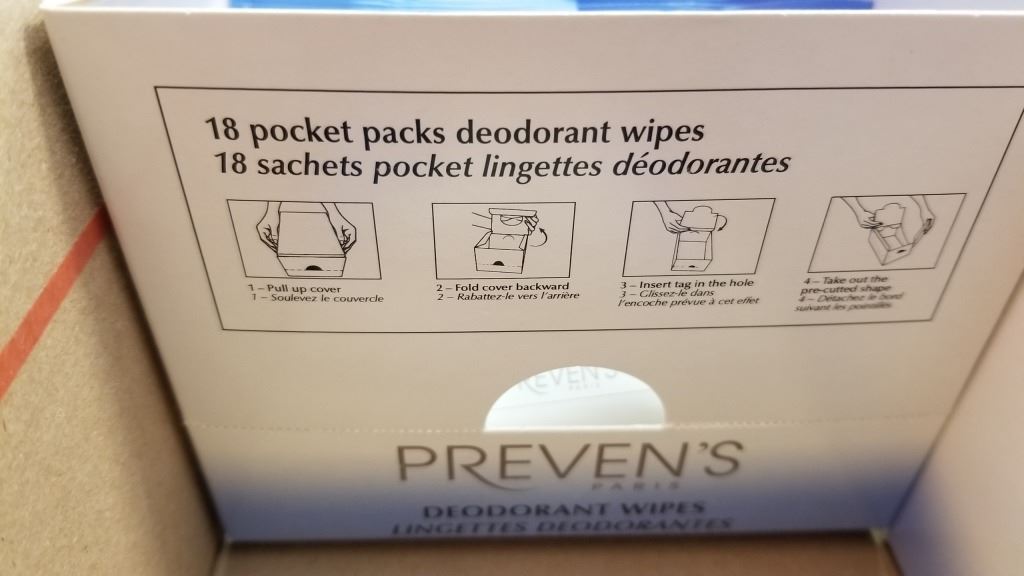 18 pocket packs deodorant wipes
18 sachets pocket lingettes déodorantes
1 – Pull up cover
1 – Soulevez le couvercle
2 – Fold cover backward
2 – Rabattez-le vers l'arrière
3 – Insert tag in the hole
3 – Glissez-le dans
l'encoche prévue à cet effet
4 – Take out the
pre-cutted shape
4 – Détachez le bord
suivant les pointillés
REVEN'S
PARIS
PREVEN'S
PARIS
DEODORANT WIPES
LINGETTES DEODORANTES